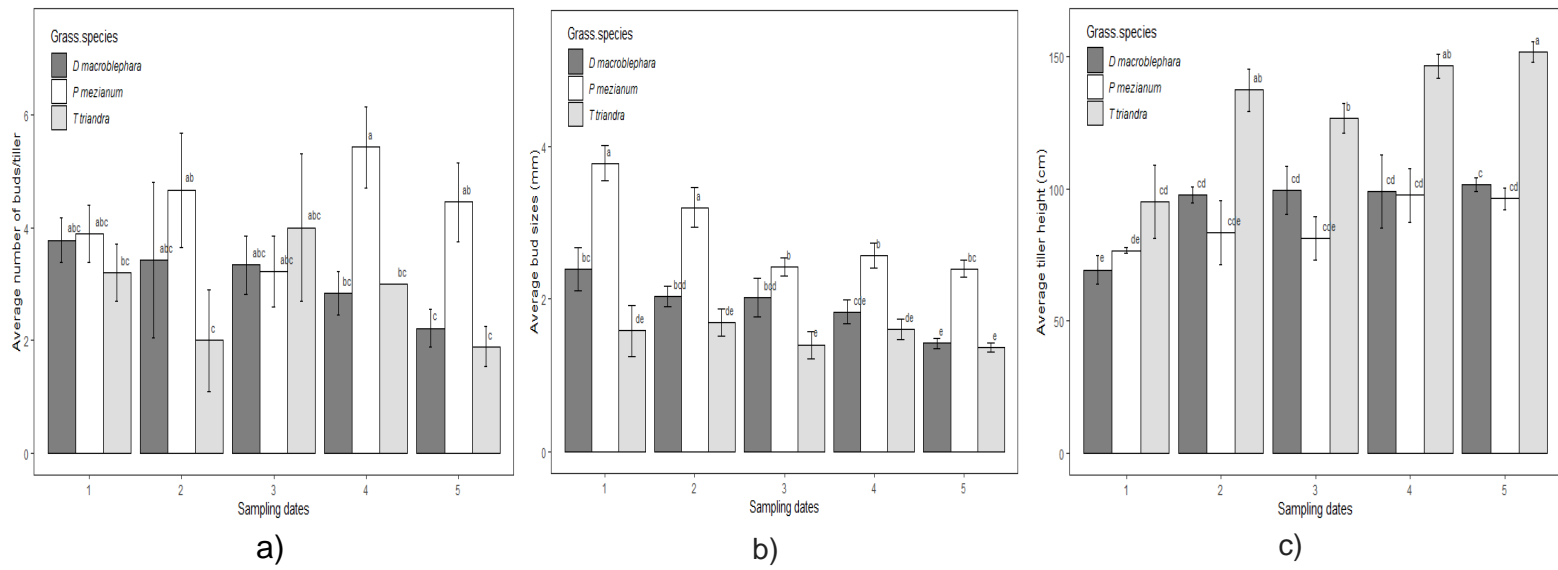 Grass.species
D macroblephara
P mezianum
T triandra
Average number of buds/tiller
6
4
2
0
abc
abc
bc
abc
ab
c
abc
abc
abc
bc
a
bc
c
ab
c
1 2 3 4 5
Sampling dates
a)
Grass.species
D macroblephara
P mezianum
T triandra
Average bud sizes (mm)
4
2
0
bc
a
de
bcd
a
de
bcd
b
e
cde
b
de
e
bc
e
1 2 3 4 5
Sampling dates
b)
Grass.species
D macroblephara
P mezianum
T triandra
Average tiller height (cm)
150
100
50
0
e
de
cd
cd
cde
ab
cd
cde
b
cd
cd
ab
c
cd
a
1 2 3 4 5
Sampling dates
c)